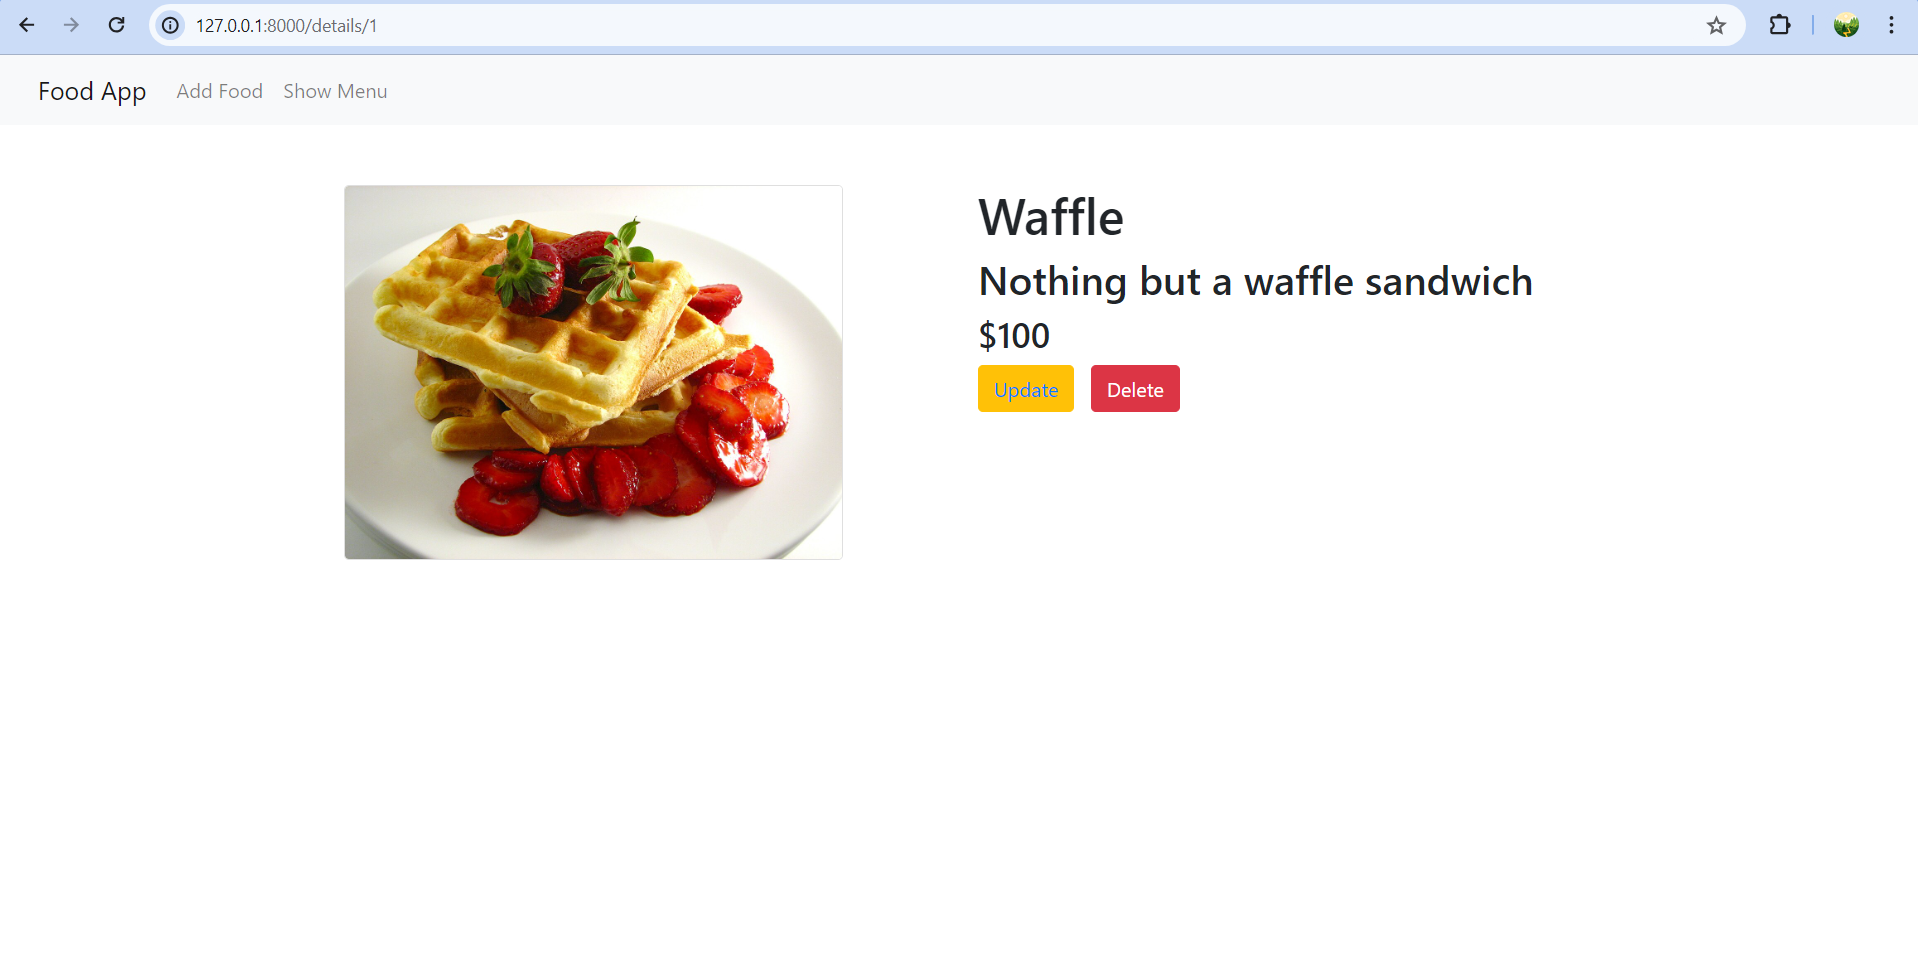 127.0.0.1:8000/details/1
Food App Add Food Show Menu
Waffle
Nothing but a waffle sandwich
$100
Update Delete